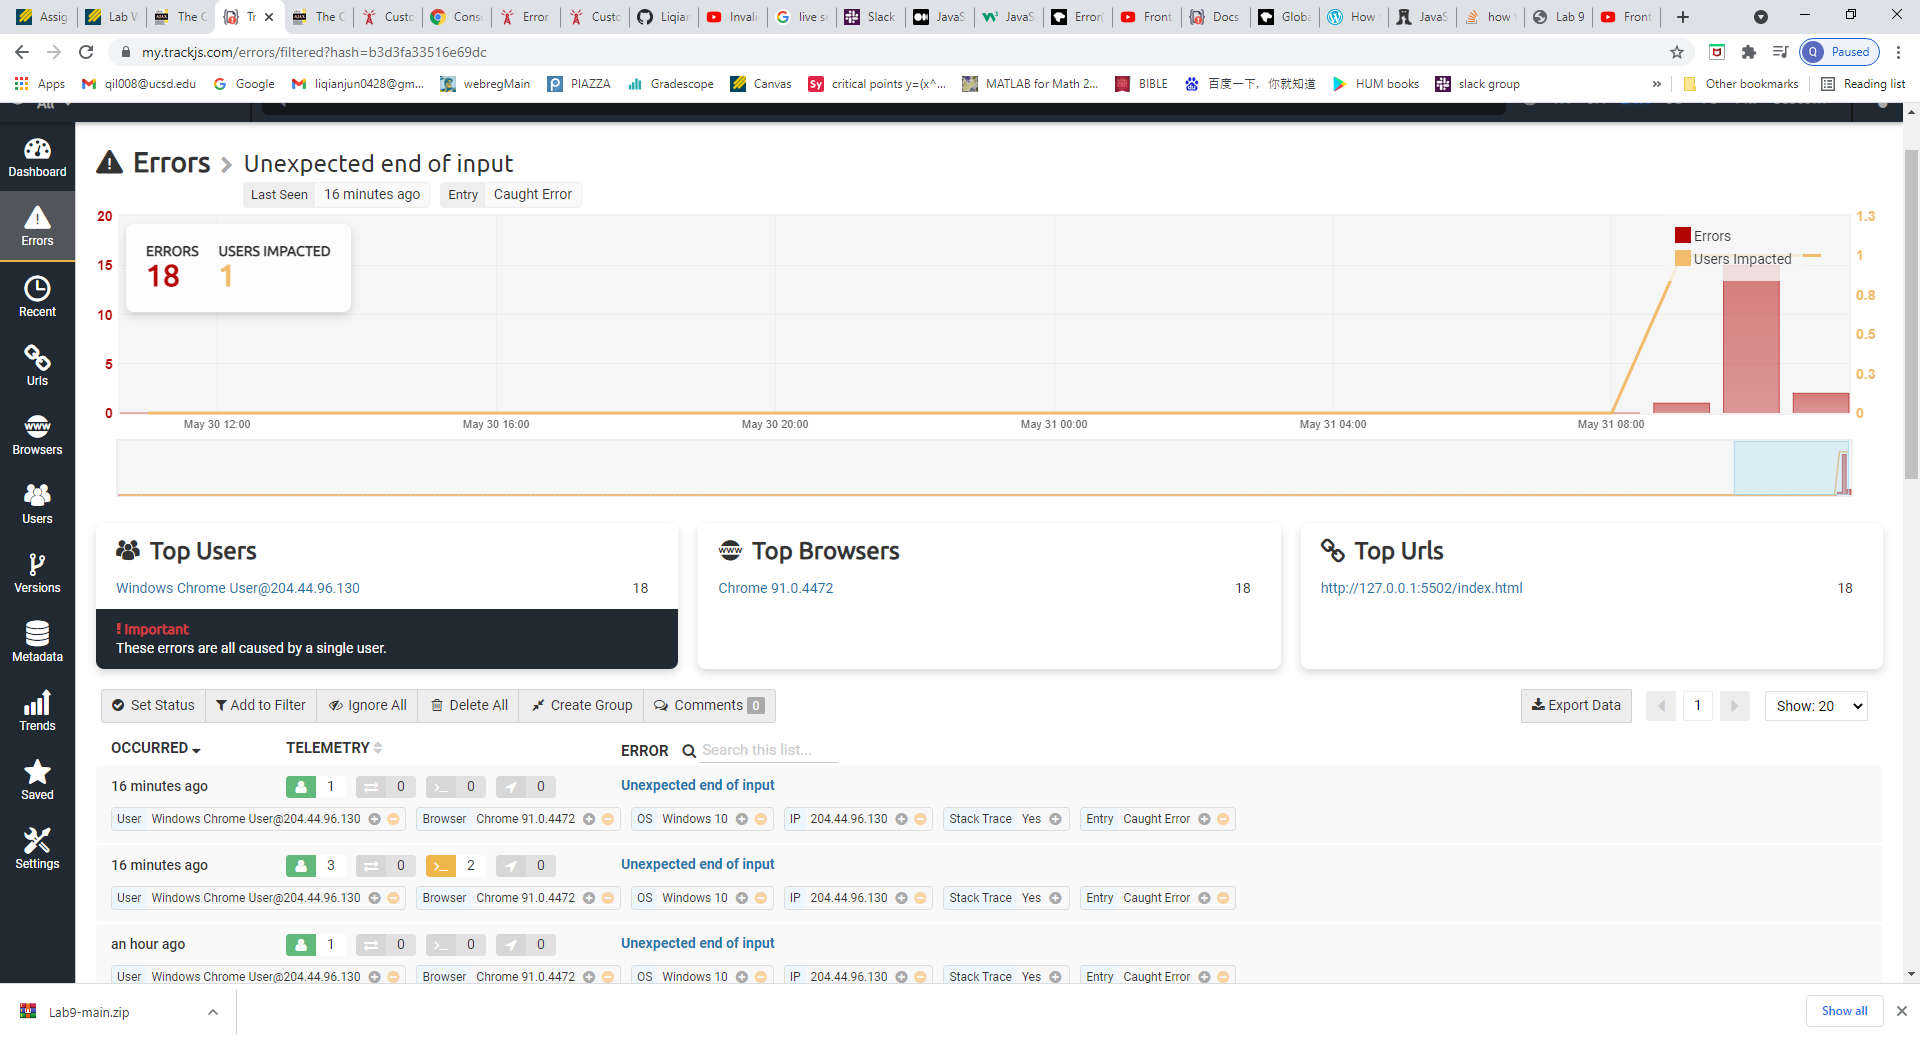 Assig
Lab W
The C
Tr
The C
Custo
Cons
Error
Custo
Liqiar
Invali
live s
Slack
JavaS
JavaS
Error(
Front
Docs
Globa
How
JavaS
how
Lab 9
Front
my.trackjs.com/errors/filtered?hash=b3d3fa33516e69dc
Q Paused
Apps
qil008@ucsd.edu
Google
liqianjun0428@gm...
webregMain
PIAZZA
Gradescope
Canvas
Sy critical points y=(x^...
MATLAB for Math 2...
BIBLE
百度一下，你就知道
HUM books
slack group
»
Other bookmarks
Reading list
All
Dashboard
Errors
Recent
Urls
www
Browsers
Users
Versions
Metadata
Trends
Saved
Settings
Errors > Unexpected end of input
Last Seen 16 minutes ago Entry Caught Error
20
15
10
5
0
ERRORS USERS IMPACTED
18 1
Errors
Users Impacted
1.3
1
0.8
0.5
0.3
0
May 30 12:00
May 30 16:00
May 30 20:00
May 31 00:00
May 31 04:00
May 31 08:00
Top Users
Windows Chrome User@204.44.96.130 18
! Important
These errors are all caused by a single user.
www Top Browsers
Chrome 91.0.4472 18
Top Urls
http://127.0.0.1:5502/index.html 18
Set Status Add to Filter Ignore All Delete All Create Group Comments 0
Export Data 1 Show: 20
OCCURRED TELEMETRY ERROR Search this list...
16 minutes ago 1 0 0 0 Unexpected end of input
User Windows Chrome User@204.44.96.130 Browser Chrome 91.0.4472 OS Windows 10 IP 204.44.96.130 Stack Trace Yes Entry Caught Error
16 minutes ago 3 0 2 0 Unexpected end of input
User Windows Chrome User@204.44.96.130 Browser Chrome 91.0.4472 OS Windows 10 IP 204.44.96.130 Stack Trace Yes Entry Caught Error
an hour ago 1 0 0 0 Unexpected end of input
User Windows Chrome User@204.44.96.130 Browser Chrome 91.0.4472 OS Windows 10 IP 204.44.96.130 Stack Trace Yes Entry Caught Error
Lab9-main.zip
Show all